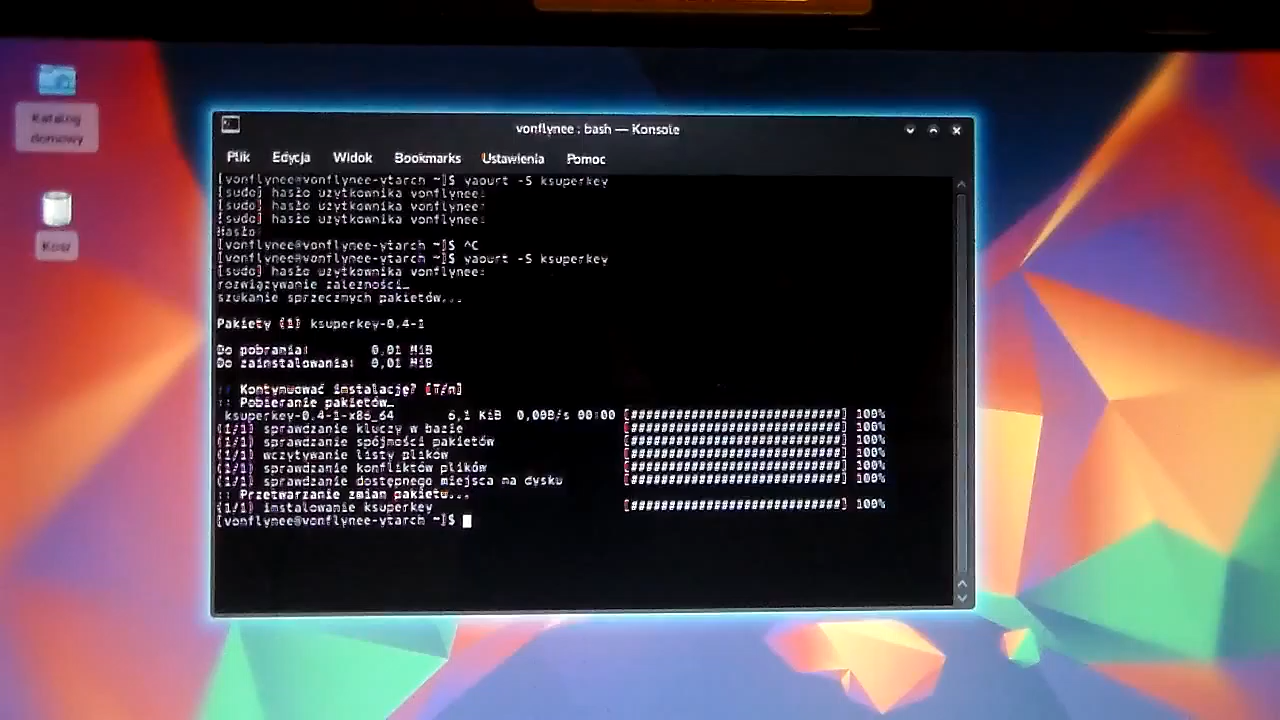 Katalog
domowy
Kosz
vonflynee : bash — Konsole
Plik Edycja Widok Bookmarks Ustawienia Pomoc
[vonflynee@vonflynee-ytarch ~]$ yaourt -S ksuperkey
[sudo] hasło użytkownika vonflynee:
[sudo] hasło użytkownika vonflynee:
[sudo] hasło użytkownika vonflynee:
Hasło:
[vonflynee@vonflynee-ytarch ~]$ ^C
[vonflynee@vonflynee-ytarch ~]$ yaourt -S ksuperkey
[sudo] hasło użytkownika vonflynee:
rozwiązywanie zależności...
szukanie sprzecznych pakietów...
Pakiety (1) ksuperkey-0.4-1
Do pobrania: 0,01 MiB
Do zainstalowania: 0,01 MiB
:: Kontynuować instalację? [T/n]
:: Pobieranie pakietów...
ksuperkey-0.4-1-x86_64 6,1 KiB 0,00B/s 00:00 [############################] 100%
(1/1) sprawdzanie kluczy w bazie [############################] 100%
(1/1) sprawdzanie spójności pakietów [############################] 100%
(1/1) wczytywanie listy plików [############################] 100%
(1/1) sprawdzanie konfliktów plików [############################] 100%
(1/1) sprawdzanie dostępnego miejsca na dysku [############################] 100%
:: Przetwarzanie zmian pakietu...
(1/1) instalowanie ksuperkey [############################] 100%
[vonflynee@vonflynee-ytarch ~]$